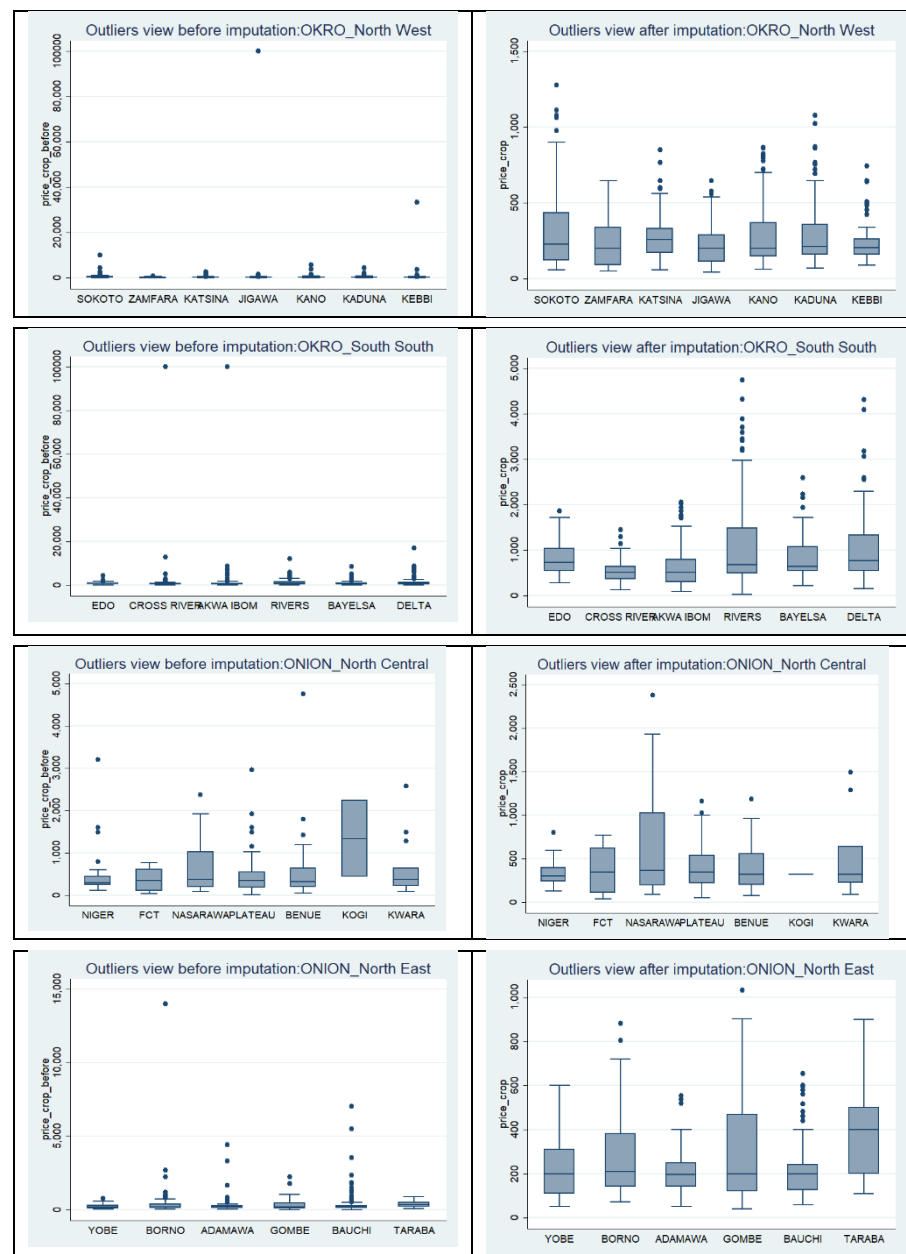 Outliers view before imputation:OKRO_North West
price_crop_before
100000
80,000
60,000
40,000
20,000
0
SOKOTO ZAMFARA KATSINA JIGAWA KANO KADUNA KEBBI
Outliers view after imputation:OKRO_North West
price_crop
1,500
1,000
500
0
SOKOTO ZAMFARA KATSINA JIGAWA KANO KADUNA KEBBI
Outliers view before imputation:OKRO_South South
price_crop_before
100000
80,000
60,000
40,000
20,000
0
EDO CROSS RIVER AKWA IBOM RIVERS BAYELSA DELTA
Outliers view after imputation:OKRO_South South
price_crop
5,000
4,000
3,000
2,000
1,000
0
EDO CROSS RIVER AKWA IBOM RIVERS BAYELSA DELTA
Outliers view before imputation:ONION_North Central
price_crop_before
5,000
4,000
3,000
2,000
1,000
0
NIGER FCT NASARAWA PLATEAU BENUE KOGI KWARA
Outliers view after imputation:ONION_North Central
price_crop
2,500
2,000
1,500
1,000
500
0
NIGER FCT NASARAWA PLATEAU BENUE KOGI KWARA
Outliers view before imputation:ONION_North East
price_crop_before
15,000
10,000
5,000
0
YOBE BORNO ADAMAWA GOMBE BAUCHI TARABA
Outliers view after imputation:ONION_North East
price_crop
1,000
800
600
400
200
0
YOBE BORNO ADAMAWA GOMBE BAUCHI TARABA